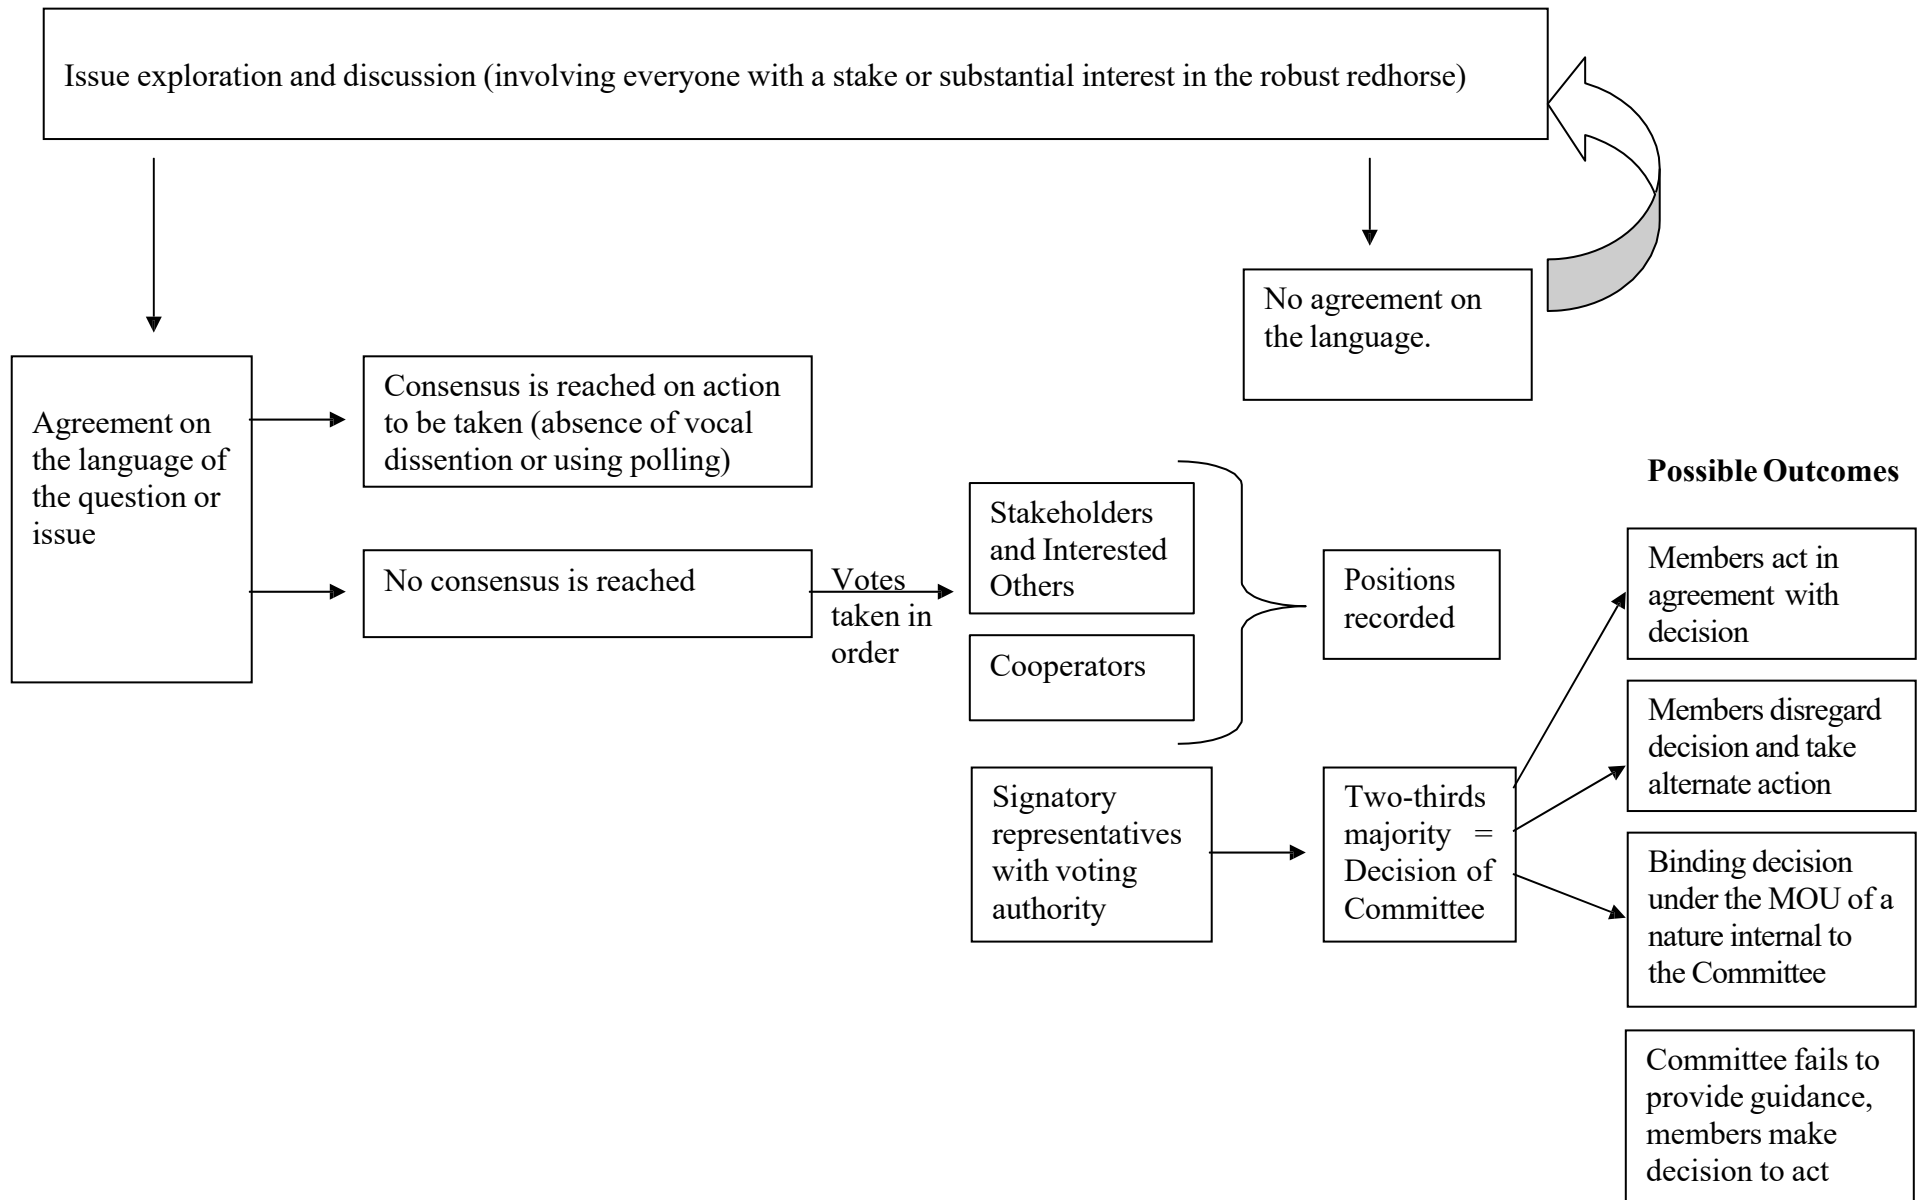 Issue exploration and discussion (involving everyone with a stake or substantial interest in the robust redhorse)
No agreement on
the language.
Agreement on
the language of
the question or
issue
Consensus is reached on action
to be taken (absence of vocal
dissention or using polling)
No consensus is reached
Votes
taken in
order
Stakeholders
and Interested
Others
Cooperators
Positions
recorded
Signatory
representatives
with voting
authority
Two-thirds
majority =
Decision of
Committee
Possible Outcomes
Members act in
agreement with
decision
Members disregard
decision and take
alternate action
Binding decision
under the MOU of a
nature internal to
the Committee
Committee fails to
provide guidance,
members make
decision to act